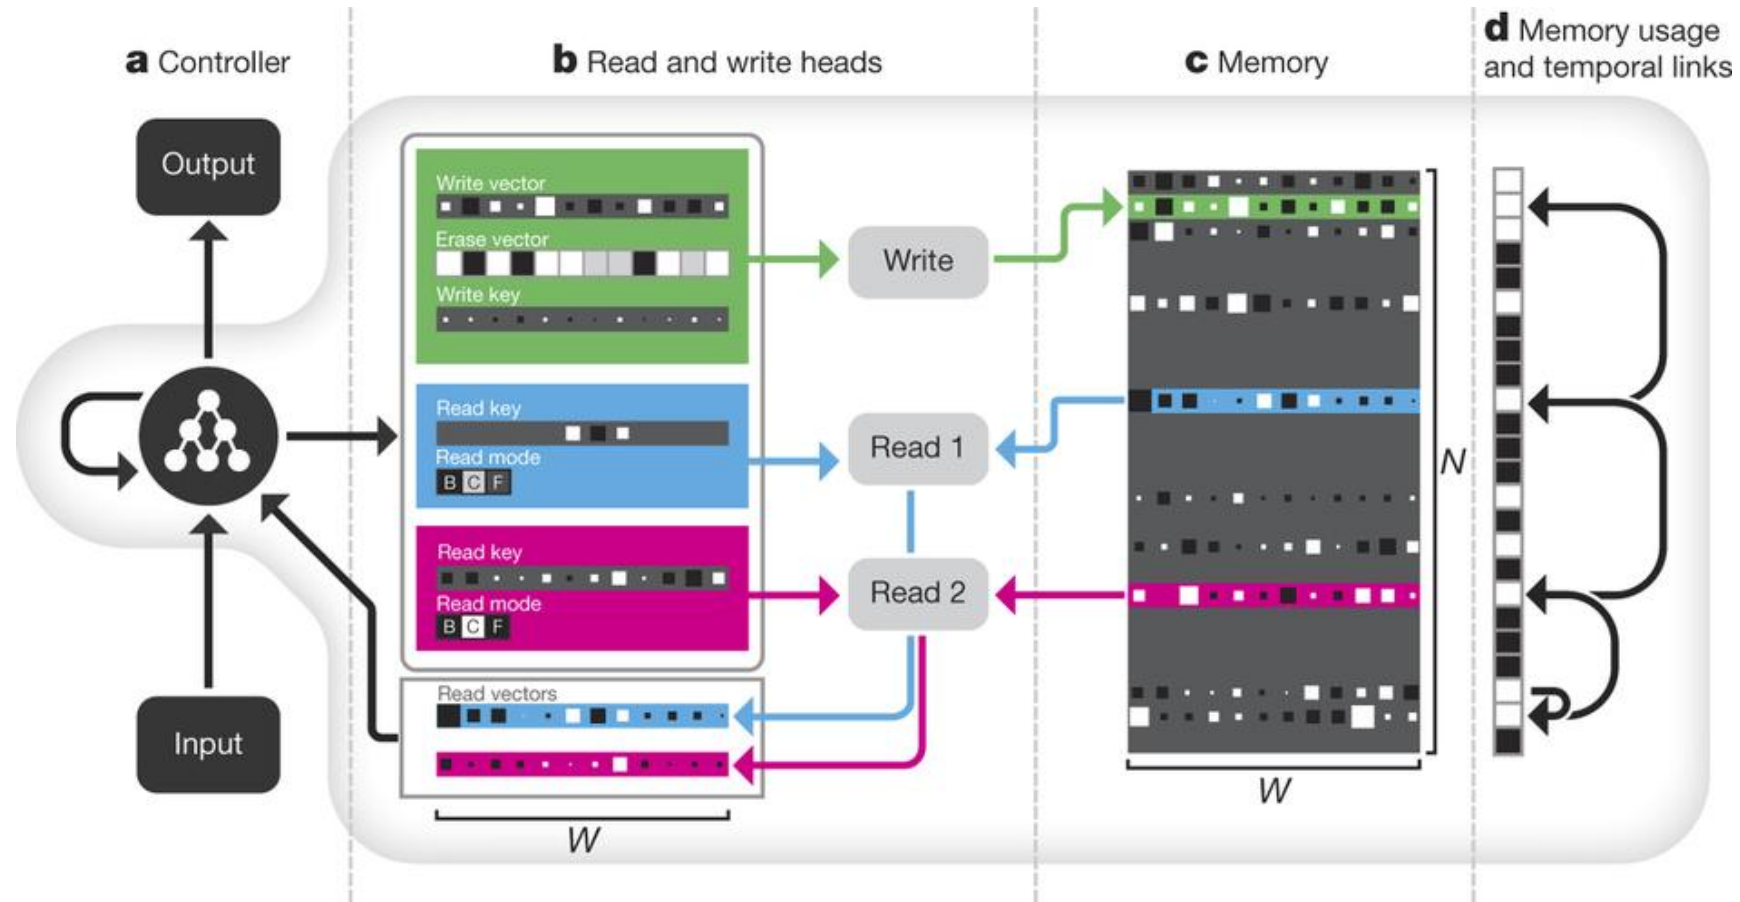 a Controller
b Read and write heads
c Memory
d Memory usage
and temporal links
Output
Input
Write vector
Erase vector
Write key
Read key
Read mode
B C F
Read key
Read mode
B C F
Read vectors
W
Write
Read 1
Read 2
N
W